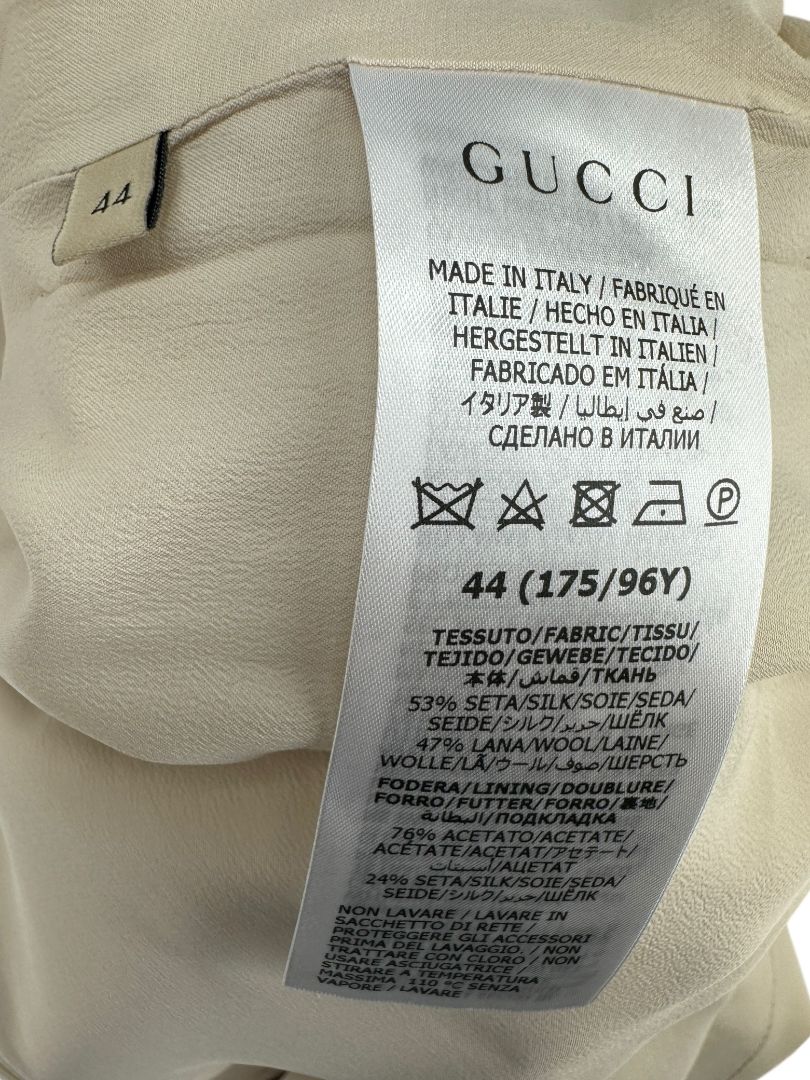 44
GUCCI
MADE IN ITALY / FABRIQUÉ EN
ITALIE / HECHO EN ITALIA /
HERGESTELLT IN ITALIEN /
FABRICADO EM ITÁLIA /
イタリア製 / صنع في إيطاليا /
СДЕЛАНО В ИТАЛИИ
P
44 (175/96Y)
TESSUTO/FABRIC/TISSU/
TEJIDO/GEWEBE/TECIDO/
本体/قماش/ТКАНЬ
53% SETA/SILK/SOIE/SEDA/
SEIDE/シルク/حرير/ШЁЛК
47% LANA/WOOL/LAINE/
WOLLE/LÃ/ウール/صوف/ШЕРСТЬ
FODERA/LINING/DOUBLURE/
FORRO/FUTTER/FORRO/裏地/
البطانة/ПОДКЛАДКА
76% ACETATO/ACETATE/
ACÉTATE/ACETAT/アセテート/
أسيتات/АЦЕТАТ
24% SETA/SILK/SOIE/SEDA/
SEIDE/シルク/حرير/ШЁЛК
NON LAVARE / LAVARE IN
SACCHETTO DI RETE /
PROTEGGERE GLI ACCESSORI
PRIMA DEL LAVAGGIO. / NON
TRATTARE CON CLORO / NON
USARE ASCIUGATRICE /
STIRARE A TEMPERATURA
MASSIMA 110 ºC SENZA
VAPORE / LAVARE